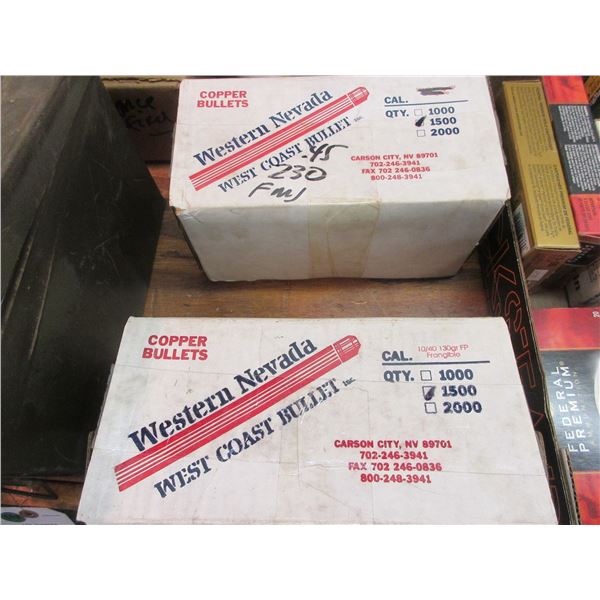 COPPER
BULLETS
Western Nevada
WEST COAST BULLET Inc.
.45
230
FMJ
CAL.
QTY. 1000
1500
2000
CARSON CITY, NV 89701
702-246-3941
FAX 702 246-0836
800-248-3941
COPPER
BULLETS
Western Nevada
WEST COAST BULLET Inc.
CAL. 10/40 130gr FP
Frangible
QTY. 1000
1500
2000
CARSON CITY, NV 89701
702-246-3941
FAX 702 246-0836
800-248-3941
FEDERAL
PREMIUM